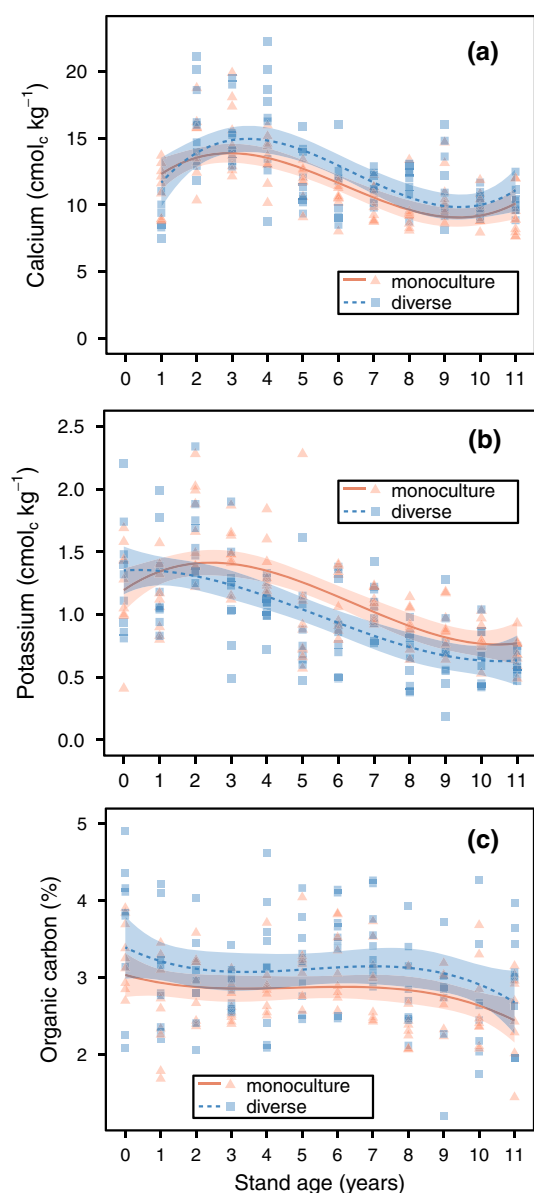 (a)
Calcium (cmolc kg−1)
20
15
10
5
0
monoculture
diverse
0 1 2 3 4 5 6 7 8 9 10 11
(b)
Potassium (cmolc kg−1)
2.5
2.0
1.5
1.0
0.5
0.0
monoculture
diverse
0 1 2 3 4 5 6 7 8 9 10 11
(c)
Organic carbon (%)
5
4
3
2
monoculture
diverse
0 1 2 3 4 5 6 7 8 9 10 11
Stand age (years)